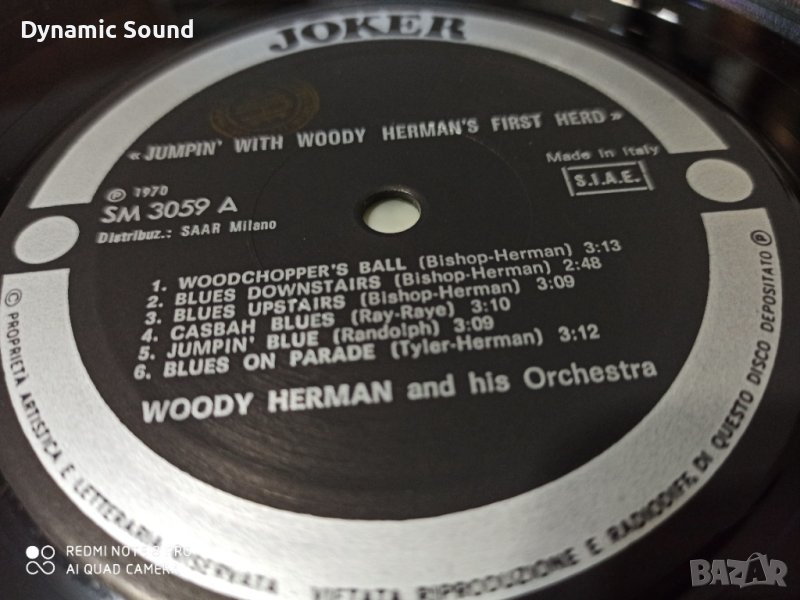 Dynamic Sound
JOKER
« JUMPIN' WITH WOODY HERMAN'S FIRST HERD »
Ⓟ 1970
SM 3059 A
Distribuz.: SAAR Milano
Made in Italy
S.I.A.E.
1. WOODCHOPPER'S BALL (Bishop-Herman) 3:13
2. BLUES DOWNSTAIRS (Bishop-Herman) 2:48
3. BLUES UPSTAIRS (Bishop-Herman) 3:09
4. CASBAH BLUES (Ray-Raye) 3:10
5. JUMPIN' BLUE (Randolph) 3:09
6. BLUES ON PARADE (Tyler-Herman) 3:12
WOODY HERMAN and his Orchestra
© PROPRIETA ARTISTICA E LETTERARIA VIETATA RIPRODUZIONE E RADIODIFF. DI QUESTO DISCO DEPOSITATO Ⓟ
REDMI NOTE
AI QUAD CAMERA
BAZAR